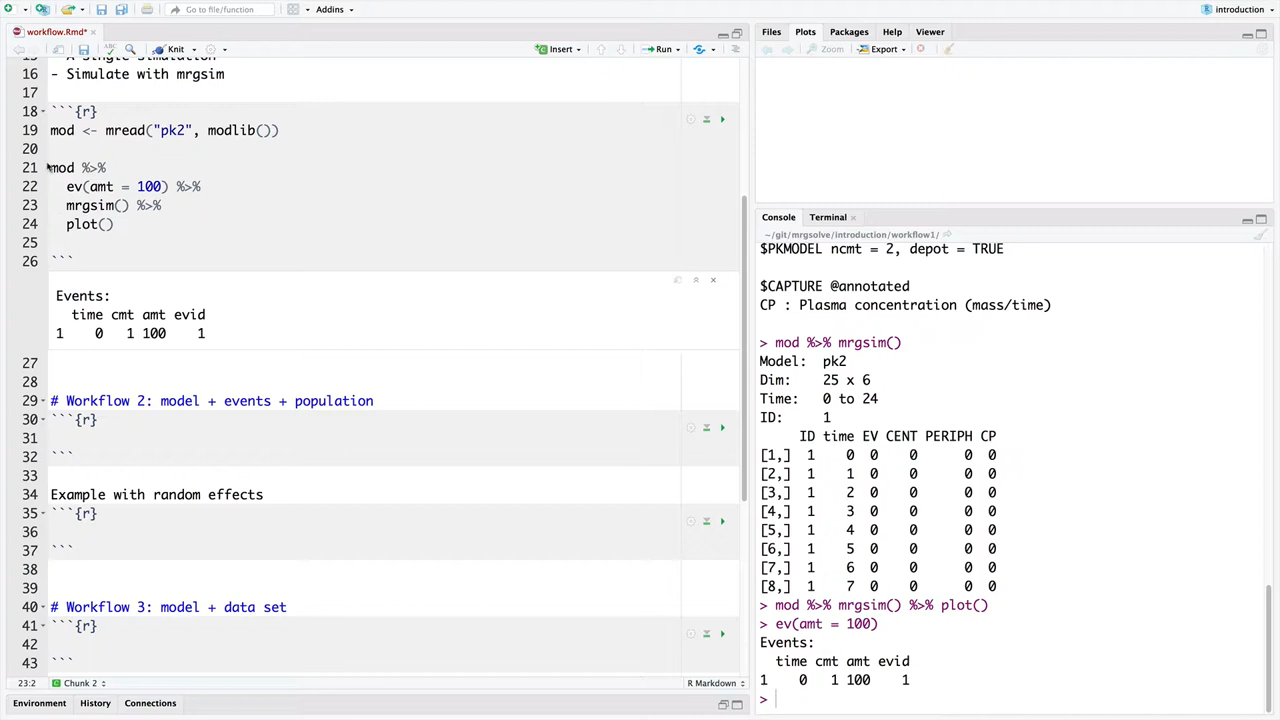 Go to file/function
Addins
introduction
workflow.Rmd*
Knit
Insert
Run
15 - A single simulation
16 - Simulate with mrgsim
17
18 ```{r}
19 mod <- mread("pk2", modlib())
20
21 mod %>%
22 ev(amt = 100) %>%
23 mrgsim() %>%
24 plot()
25
26 ```
Events:
time cmt amt evid
1 0 1 100 1
27
28
29 # Workflow 2: model + events + population
30 ```{r}
31
32 ```
33
34 Example with random effects
35 ```{r}
36
37 ```
38
39
40 # Workflow 3: model + data set
41 ```{r}
42
43 ```
23:2 Chunk 2 R Markdown
Environment History Connections
Files Plots Packages Help Viewer
Zoom Export
Console Terminal
~/git/mrgsolve/introduction/workflow1/
$PKMODEL ncmt = 2, depot = TRUE
$CAPTURE @annotated
CP : Plasma concentration (mass/time)
> mod %>% mrgsim()
Model: pk2
Dim: 25 x 6
Time: 0 to 24
ID: 1
ID time EV CENT PERIPH CP
[1,] 1 0 0 0 0 0
[2,] 1 1 0 0 0 0
[3,] 1 2 0 0 0 0
[4,] 1 3 0 0 0 0
[5,] 1 4 0 0 0 0
[6,] 1 5 0 0 0 0
[7,] 1 6 0 0 0 0
[8,] 1 7 0 0 0 0
> mod %>% mrgsim() %>% plot()
> ev(amt = 100)
Events:
time cmt amt evid
1 0 1 100 1
>